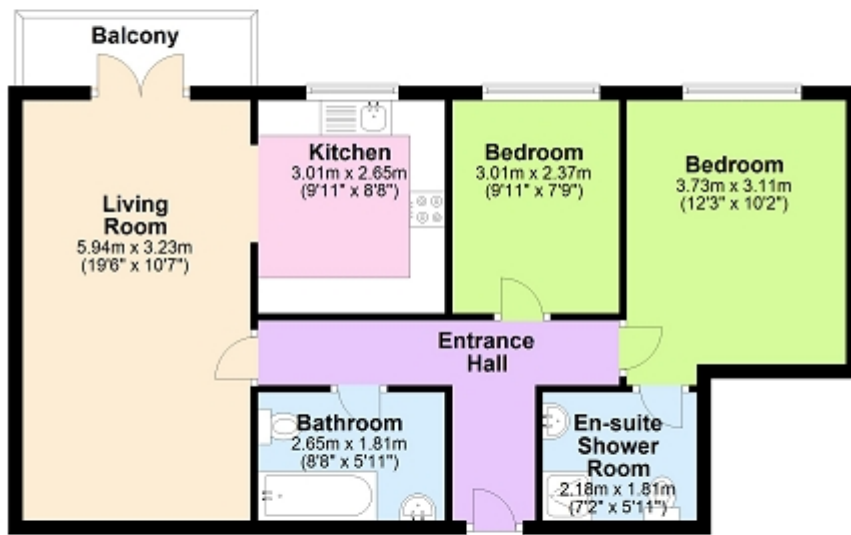 Balcony
Living
Room
5.94m x 3.23m
(19'6" x 10'7")
Kitchen
3.01m x 2.65m
(9'11" x 8'8")
Bedroom
3.01m x 2.37m
(9'11" x 7'9")
Bedroom
3.73m x 3.11m
(12'3" x 10'2")
Entrance
Hall
Bathroom
2.65m x 1.81m
(8'8" x 5'11")
En-suite
Shower
Room
2.18m x 1.81m
(7'2" x 5'11")